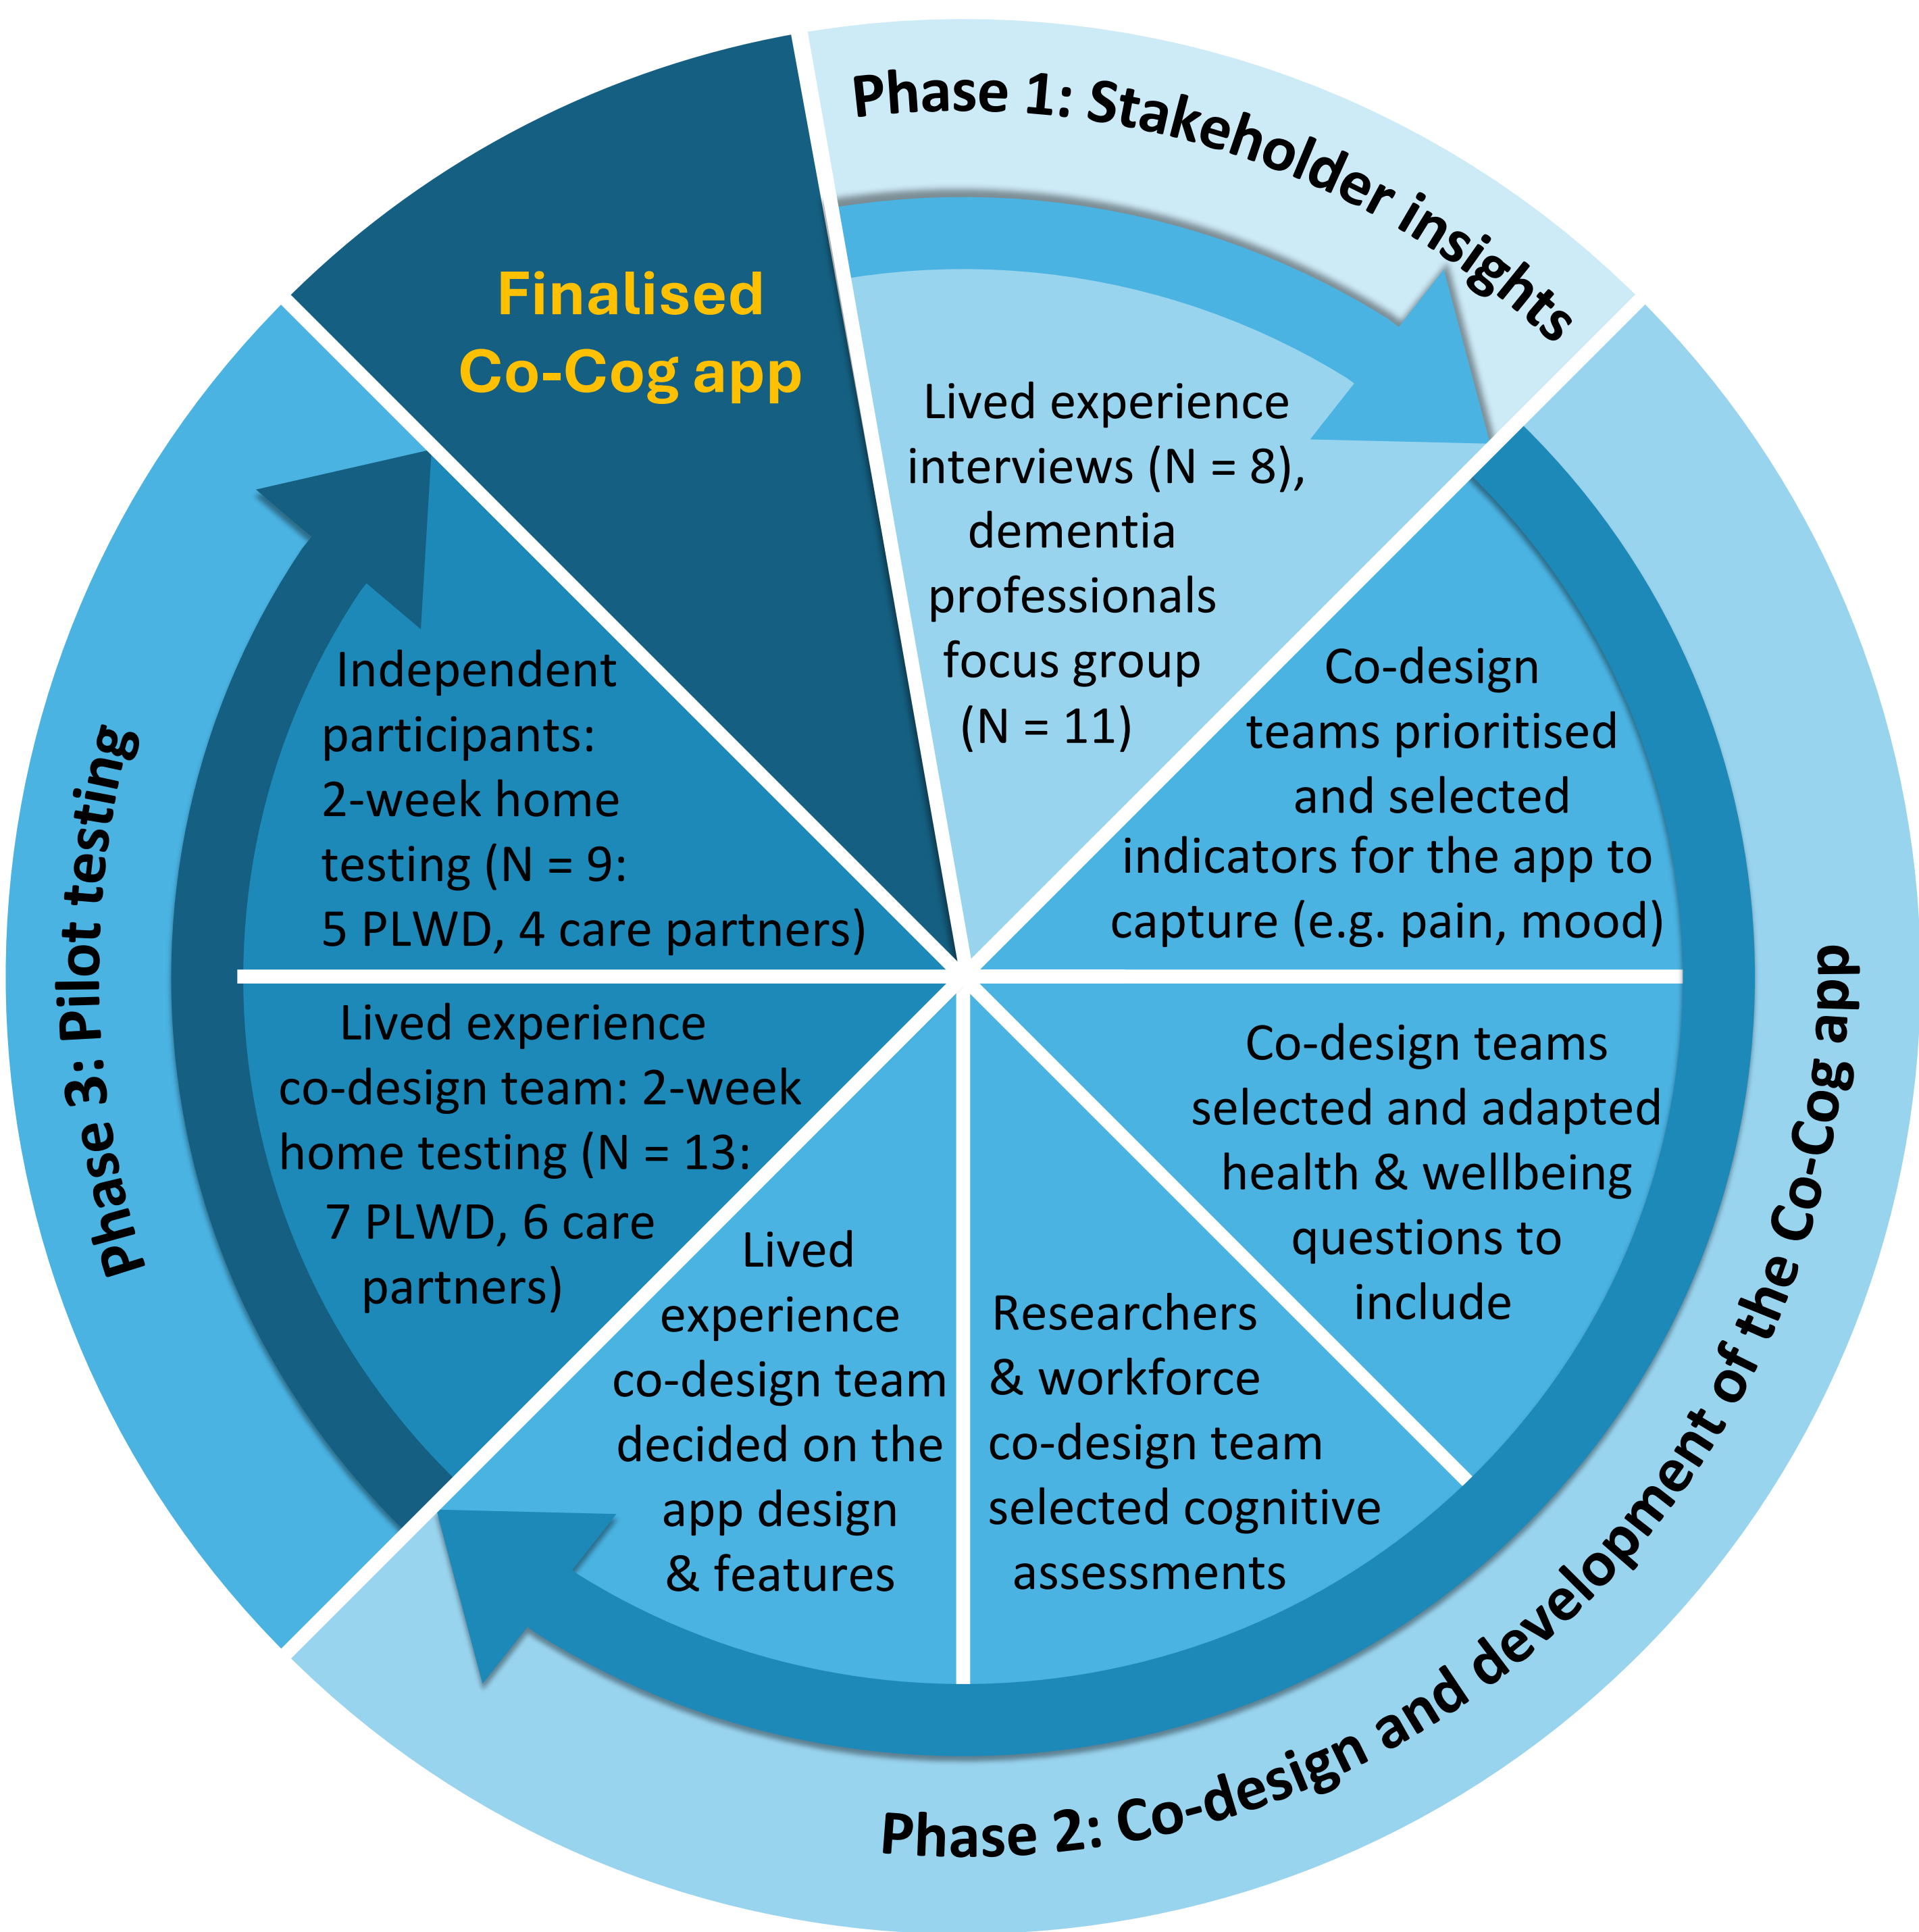 Phase 1: Stakeholder insights
Lived experience
interviews (N = 8),
dementia
professionals
focus group
(N = 11)
Phase 2: Co-design and development of the Co-Cog app
Co-design
teams prioritised
and selected
indicators for the app to
capture (e.g. pain, mood)
Co-design teams
selected and adapted
health & wellbeing
questions to
include
Researchers
& workforce
co-design team
selected cognitive
assessments
Lived
experience
co-design team
decided on the
app design
& features
Phase 3: Pilot testing
Lived experience
co-design team: 2-week
home testing (N = 13:
7 PLWD, 6 care
partners)
Independent
participants:
2-week home
testing (N = 9:
5 PLWD, 4 care partners)
Finalised
Co-Cog app